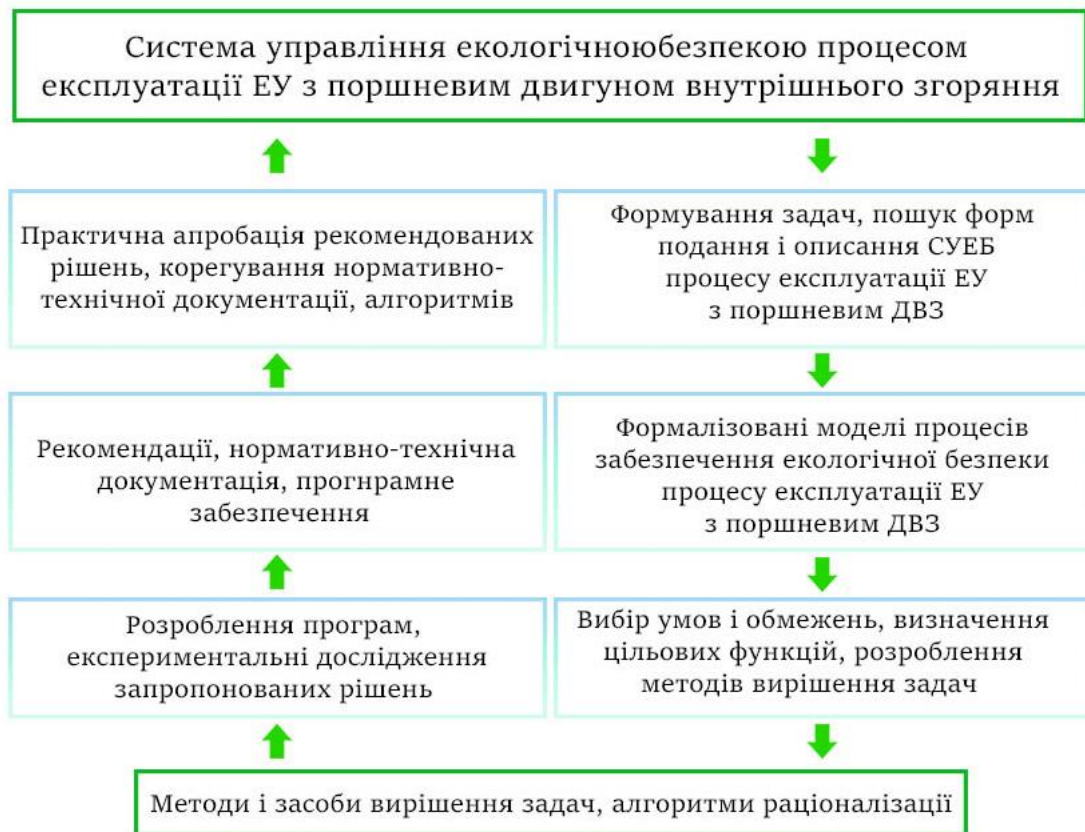 Система управління екологічноюбезпекою процесом
експлуатації ЕУ з поршневим двигуном внутрішнього згоряння
Практична апробація рекомендованих
рішень, корегування нормативно-
технічної документації, алгоритмів
Формування задач, пошук форм
подання і описання СУЕБ
процесу експлуатації ЕУ
з поршневим ДВЗ
Рекомендації, нормативно-технічна
документація, прогнрамне
забезпечення
Формалізовані моделі процесів
забезпечення екологічної безпеки
процесу експлуатації ЕУ
з поршневим ДВЗ
Розроблення програм,
експериментальні дослідження
запропонованих рішень
Вибір умов і обмежень, визначення
цільових функцій, розроблення
методів вирішення задач
Методи і засоби вирішення задач, алгоритми раціоналізації